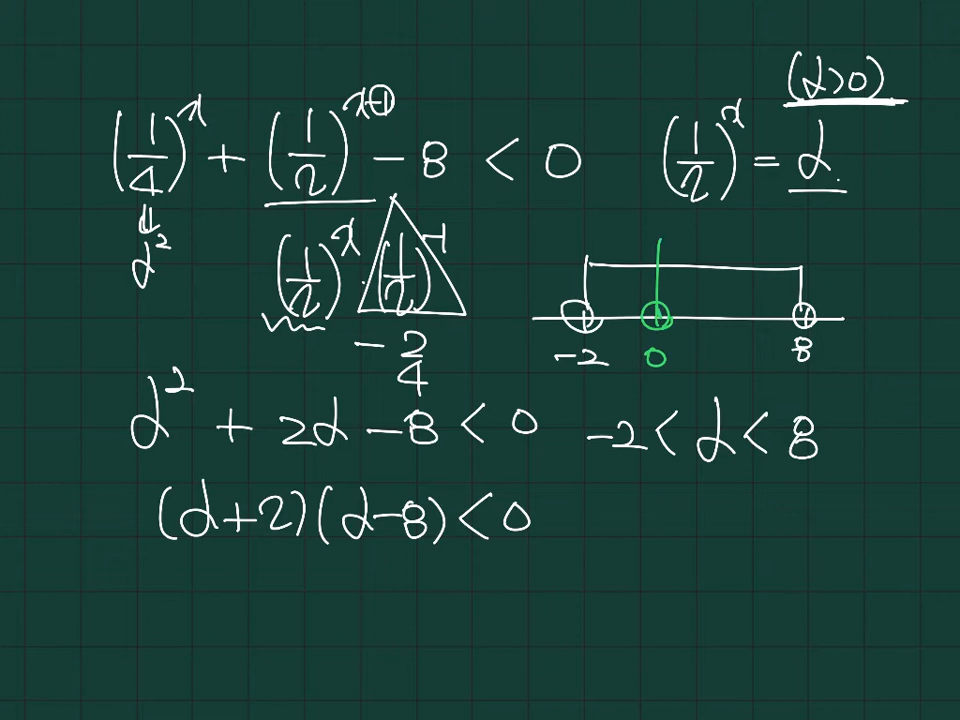 (α>0)
(1/4)^x + (1/2)^(x-1) - 8 < 0
(1/2)^x = α.
⇓
α²
(1/2)^x (1/2)^-1
-2 0 8
- 2
4
α² + 2α - 8 < 0
-2 < α < 8
(α+2)(α-8) < 0